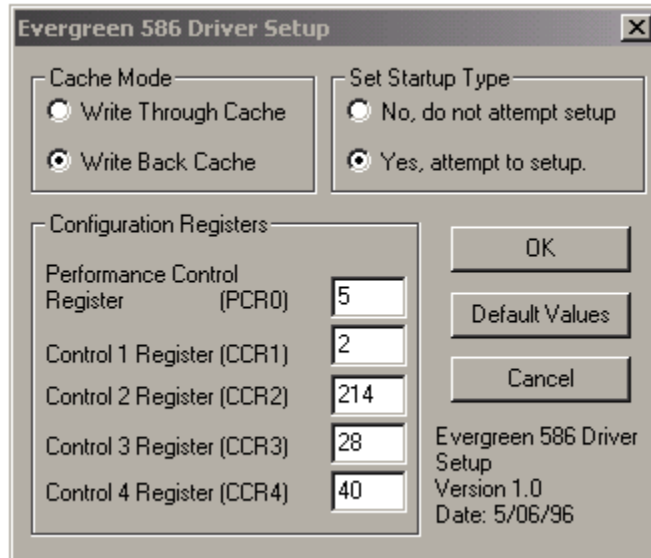 Evergreen 586 Driver Setup
Cache Mode
Write Through Cache
Write Back Cache
Set Startup Type
No, do not attempt setup
Yes, attempt to setup.
Configuration Registers
Performance Control
Register (PCR0) 5
Control 1 Register (CCR1) 2
Control 2 Register (CCR2) 214
Control 3 Register (CCR3) 28
Control 4 Register (CCR4) 40
OK
Default Values
Cancel
Evergreen 586 Driver
Setup
Version 1.0
Date: 5/06/96